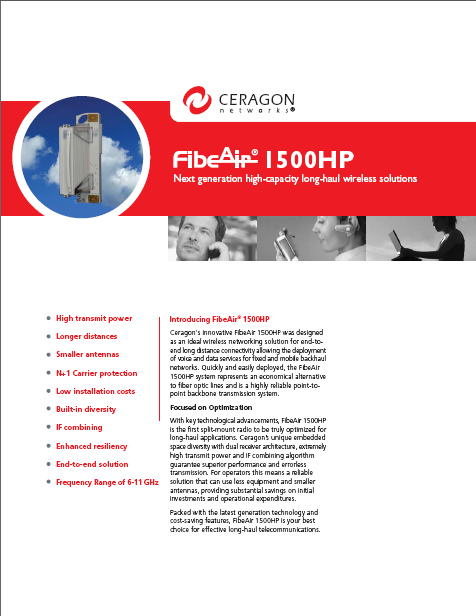 CERAGON
networks®
FibeAir® 1500HP
Next generation high-capacity long-haul wireless solutions
High transmit power
Longer distances
Smaller antennas
N+1 Carrier protection
Low installation costs
Built-in diversity
IF combining
Enhanced resiliency
End-to-end solution
Frequency Range of 6-11 GHz
Introducing FibeAir® 1500HP
Ceragon's innovative FibeAir 1500HP was designed
as an ideal wireless networking solution for end-to-
end long distance connectivity allowing the deployment
of voice and data services for fixed and mobile backhaul
networks. Quickly and easily deployed, the FibeAir
1500HP system represents an economical alternative
to fiber optic lines and is a highly reliable point-to-
point backbone transmission system.
Focused on Optimization
With key technological advancements, FibeAir 1500HP
is the first split-mount radio to be truly optimized for
long-haul applications. Ceragon's unique embedded
space diversity with dual receiver architecture, extremely
high transmit power and IF combining algorithm
guarantee superior performance and errorless
transmission. For operators this means a reliable
solution that can use less equipment and smaller
antennas, providing substantial savings on initial
investments and operational expenditures.
Packed with the latest generation technology and
cost-saving features, FibeAir 1500HP is your best
choice for effective long-haul telecommunications.